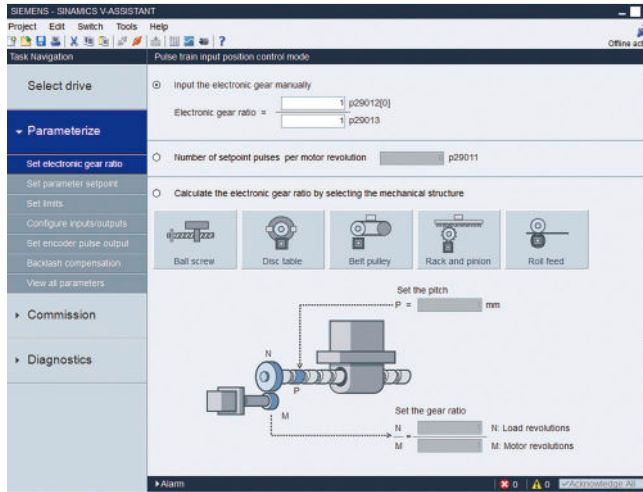 SIEMENS - SINAMICS V-ASSISTANT
Project Edit Switch Tools Help
Task Navigation
Pulse train input position control mode
Select drive
Parameterize
Set electronic gear ratio
Set parameter setpoint
Set limits
Configure inputs/outputs
Set encoder pulse output
Backlash compensation
View all parameters
Commission
Diagnostics
Input the electronic gear manually
Electronic gear ratio =
1 p29012[0]
1 p29013
Number of setpoint pulses per motor revolution p29011
Calculate the electronic gear ratio by selecting the mechanical structure
Ball screw
Disc table
Belt pulley
Rack and pinion
Roll feed
Set the pitch
P = mm
N
P
M
Set the gear ratio
N
M
=
N: Load revolutions
M: Motor revolutions
Alarm
0
0
Acknowledge All